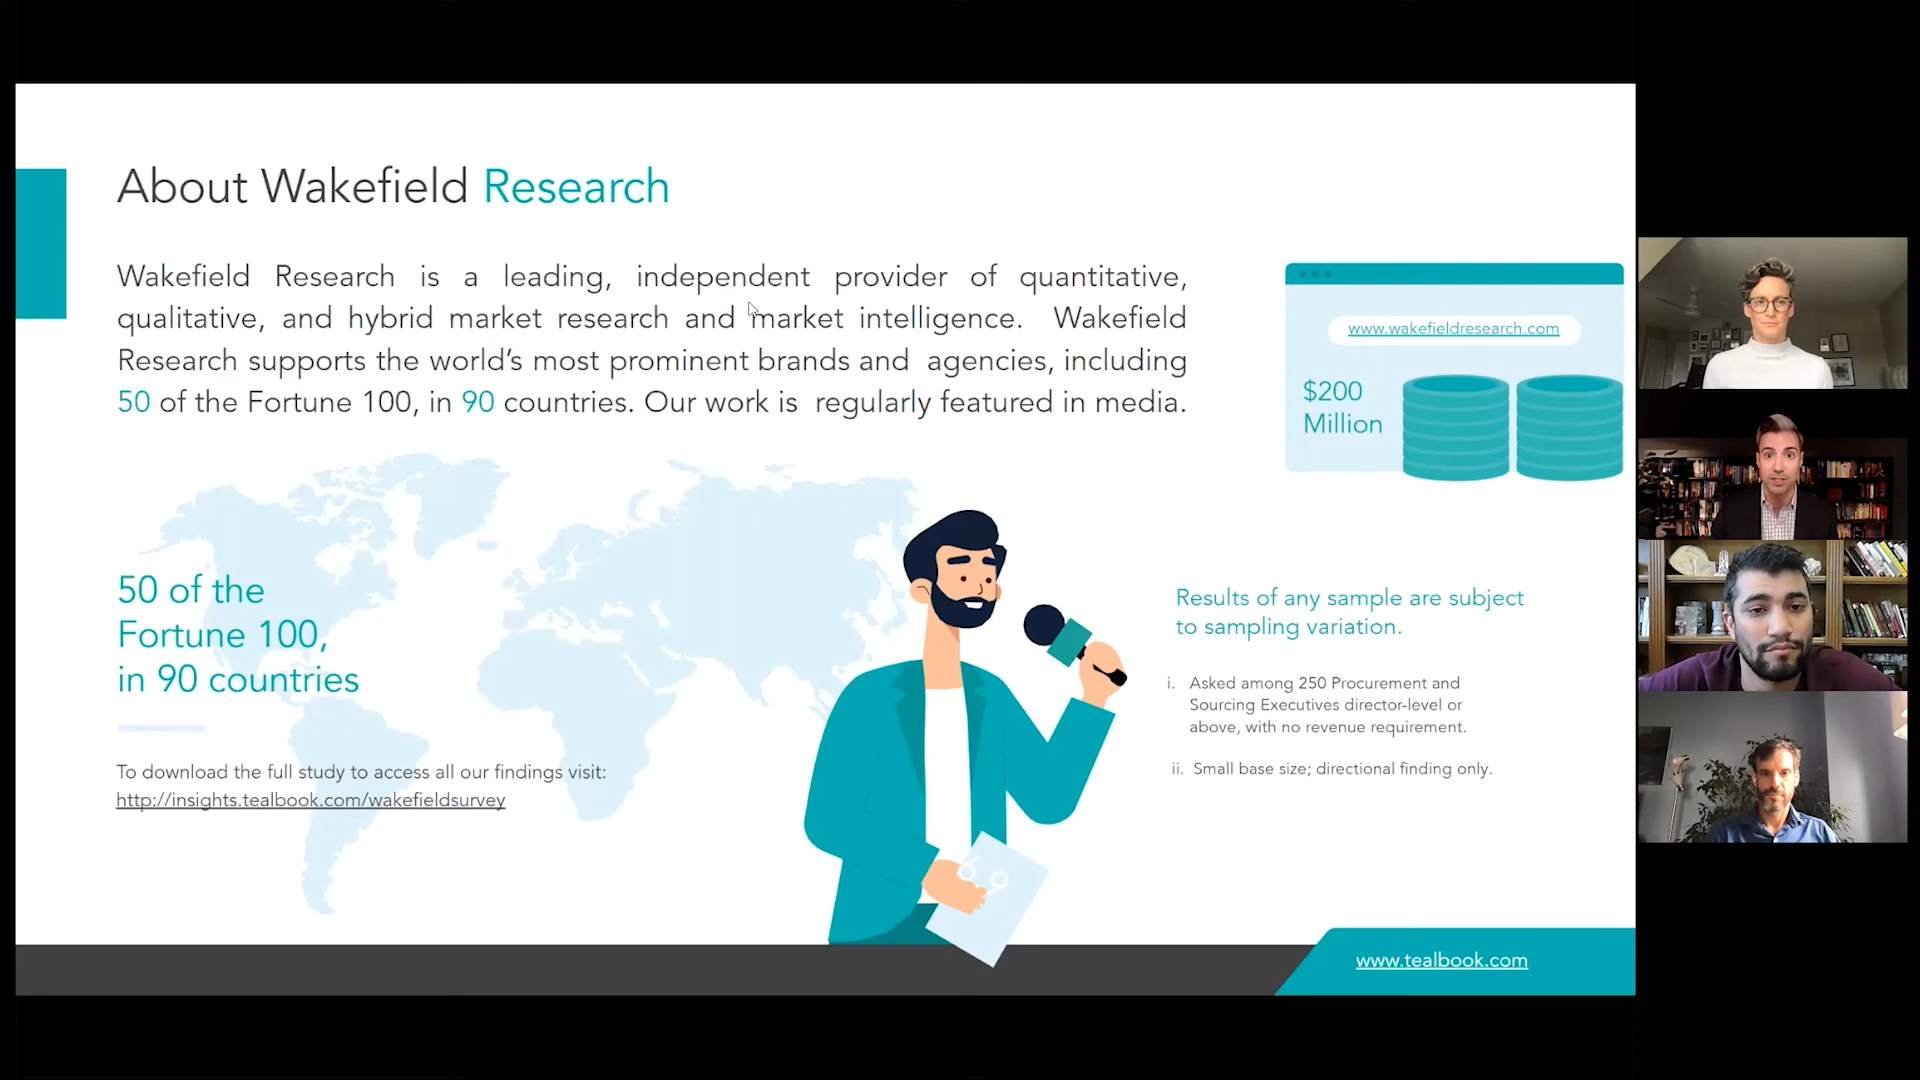 About Wakefield Research
Wakefield Research is a leading, independent provider of quantitative,
qualitative, and hybrid market research and market intelligence. Wakefield
Research supports the world's most prominent brands and agencies, including
50 of the Fortune 100, in 90 countries. Our work is regularly featured in media.
www.wakefieldresearch.com
$200
Million
50 of the
Fortune 100,
in 90 countries
To download the full study to access all our findings visit:
http://insights.tealbook.com/wakefieldsurvey
Results of any sample are subject
to sampling variation.
i. Asked among 250 Procurement and
Sourcing Executives director-level or
above, with no revenue requirement.
ii. Small base size; directional finding only.
www.tealbook.com